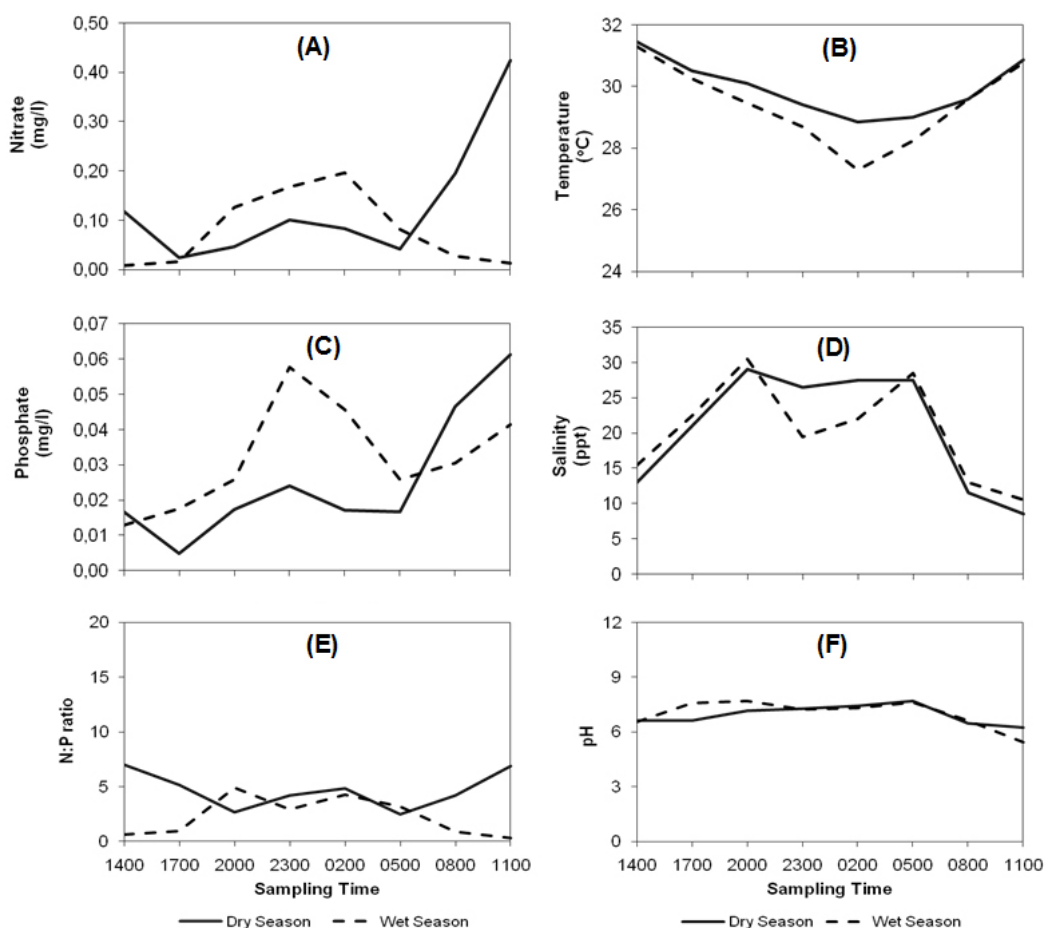 (A)
Nitrate
(mg/l)
0,50
0,40
0,30
0,20
0,10
0,00
(B)
Temperature
(°C)
32
30
28
26
24
(C)
Phosphate
(mg/l)
0,07
0,06
0,05
0,04
0,03
0,02
0,01
0,00
(D)
Salinity
(ppt)
35
30
25
20
15
10
5
0
(E)
N:P ratio
20
15
10
5
0
1400 1700 2000 2300 0200 0500 0800 1100
Sampling Time
Dry Season Wet Season
(F)
pH
12
9
6
3
0
1400 1700 2000 2300 0200 0500 0800 1100
Sampling Time
Dry Season Wet Season